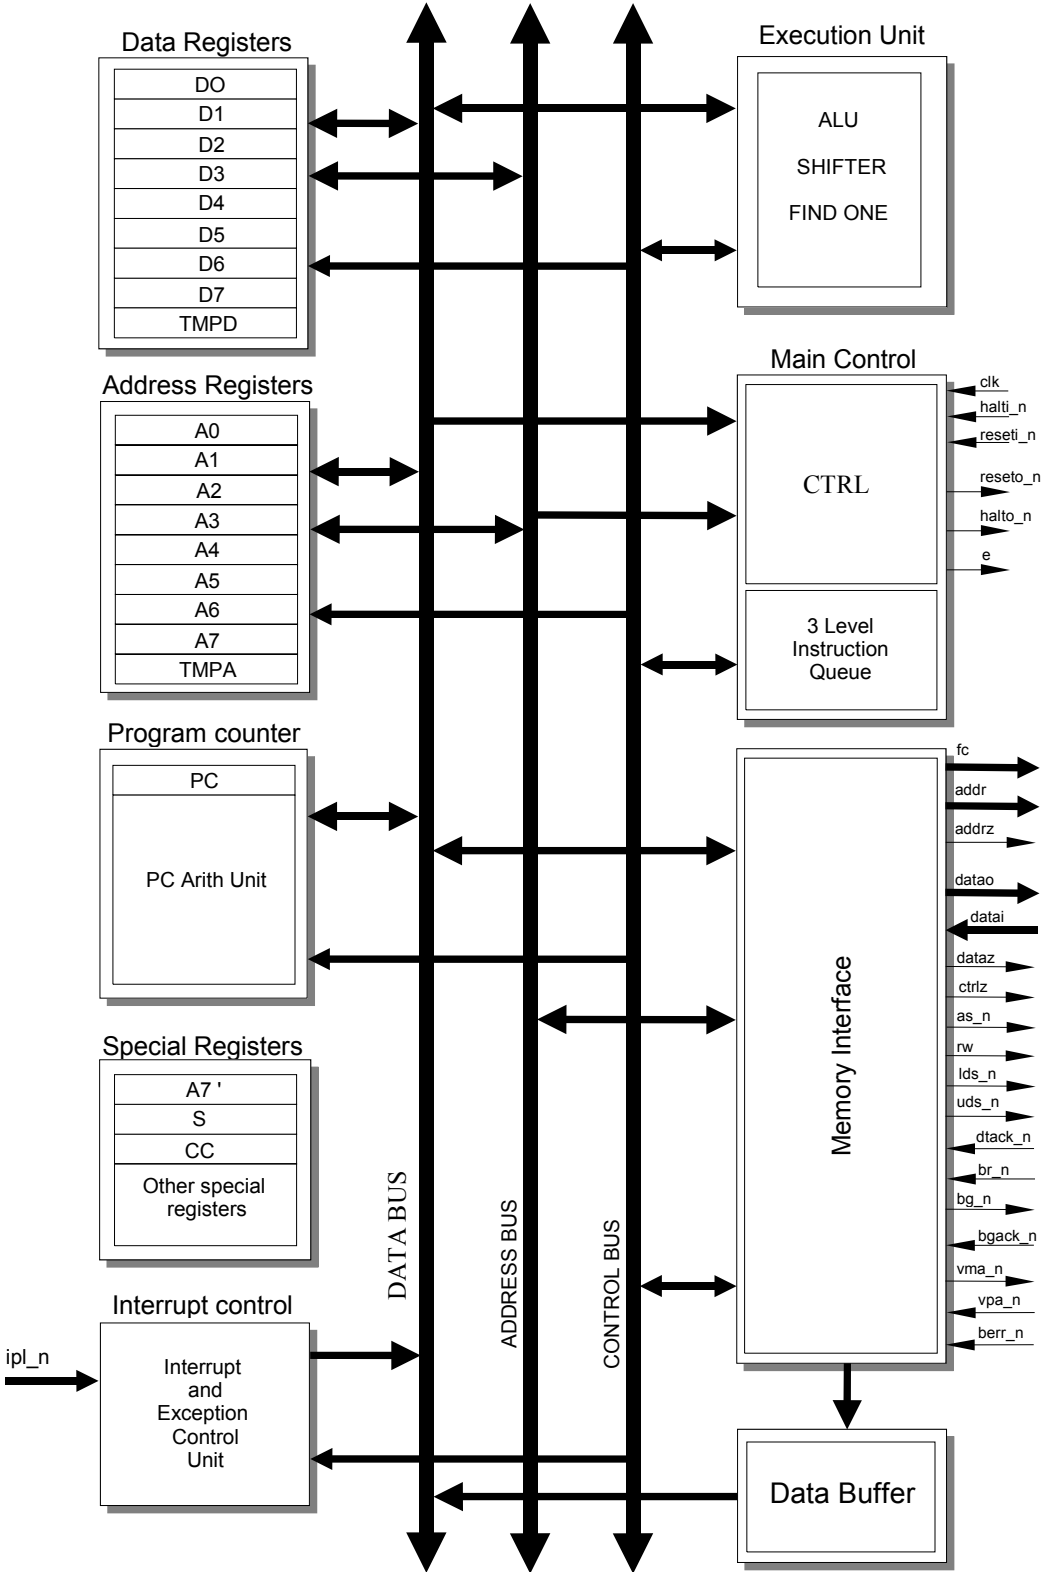 Data Registers
DO
D1
D2
D3
D4
D5
D6
D7
TMPD
Address Registers
A0
A1
A2
A3
A4
A5
A6
A7
TMPA
Program counter
PC
PC Arith Unit
Special Registers
A7 '
S
CC
Other special
registers
Interrupt control
ipl_n
Interrupt
and
Exception
Control
Unit
DATA BUS
ADDRESS BUS
CONTROL BUS
Execution Unit
ALU
SHIFTER
FIND ONE
Main Control
CTRL
3 Level
Instruction
Queue
clk
halti_n
reseti_n
reseto_n
halto_n
e
Memory Interface
fc
addr
addrz
datao
datai
dataz
ctrlz
as_n
rw
lds_n
uds_n
dtack_n
br_n
bg_n
bgack_n
vma_n
vpa_n
berr_n
Data Buffer